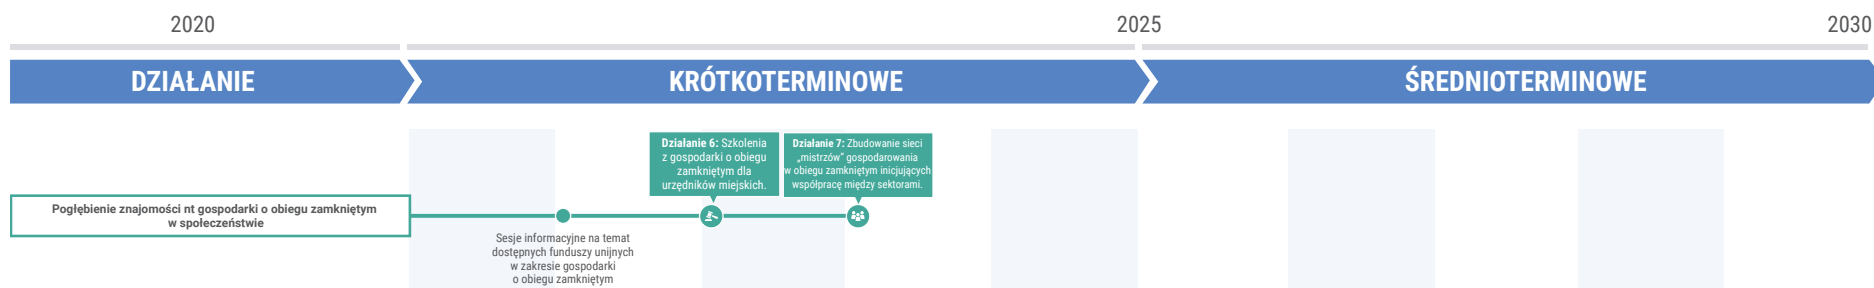 2020
2025
2030
DZIAŁANIE
KRÓTKOTERMINOWE
ŚREDNIOTERMINOWE
Działanie 6: Szkolenia
z gospodarki o obiegu
zamkniętym dla
urzędników miejskich.
Działanie 7: Zbudowanie sieci
„mistrzów” gospodarowania
w obiegu zamkniętym inicjujących
współpracę między sektorami.
Pogłębienie znajomości nt gospodarki o obiegu zamkniętym
w społeczeństwie
Sesje informacyjne na temat
dostępnych funduszy unijnych
w zakresie gospodarki
o obiegu zamkniętym